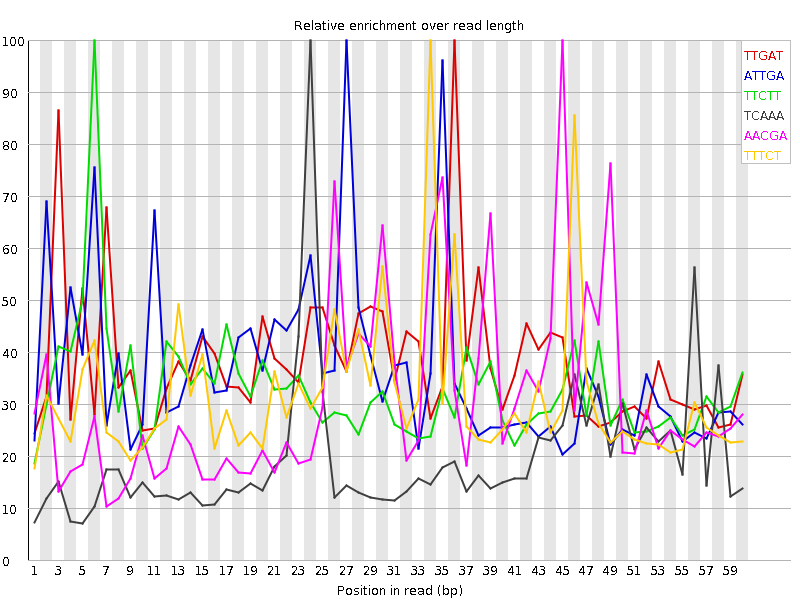 Relative enrichment over read length
100
90
80
70
60
50
40
30
20
10
0
TTGAT
ATTGA
TTCTT
TCAAA
AACGA
TTTCT
1 3 5 7 9 11 13 15 17 19 21 23 25 27 29 31 33 35 37 39 41 43 45 47 49 51 53 55 57 59
Position in read (bp)